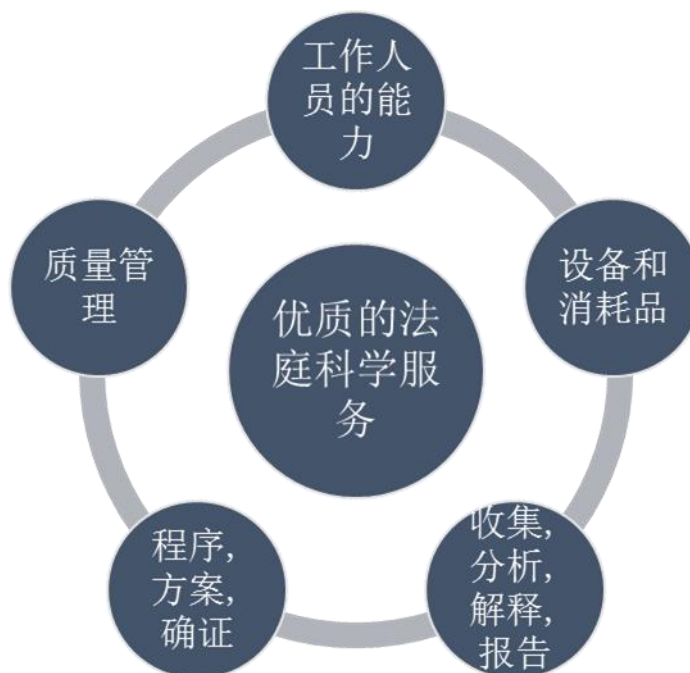 工作人
员的能
力
设备和
消耗品
收集,
分析,
解释,
报告
程序,
方案,
确证
质量管
理
优质的法
庭科学服
务